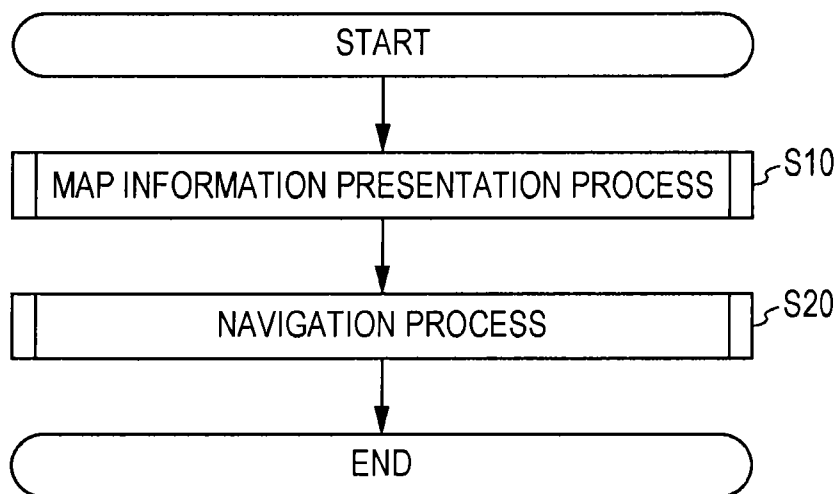 START
MAP INFORMATION PRESENTATION PROCESS
S10
NAVIGATION PROCESS
S20
END